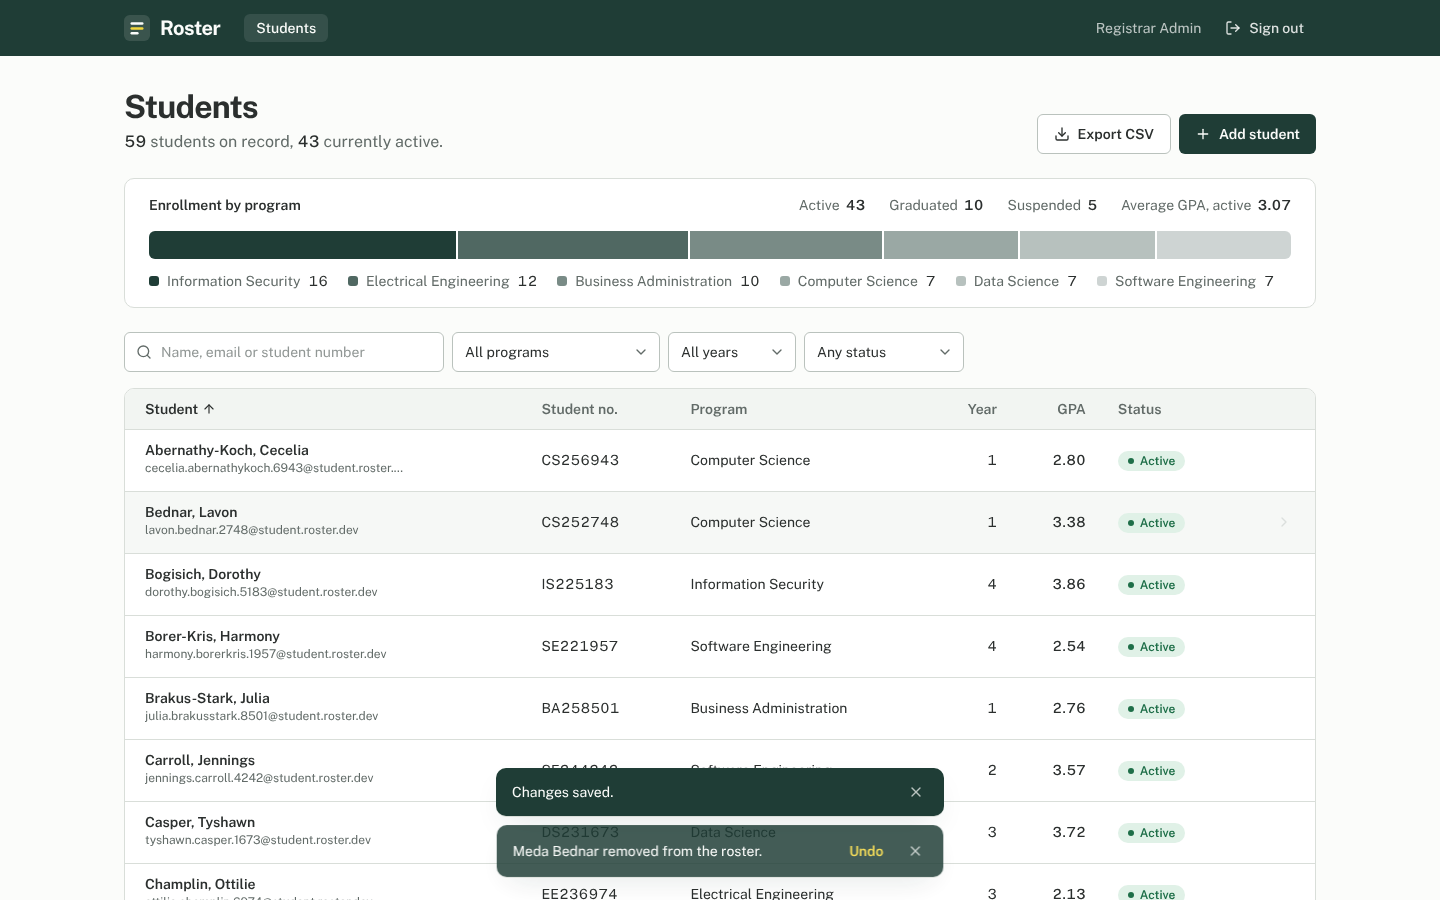 Roster
Students
Registrar Admin
Sign out
Students
59 students on record, 43 currently active.
Export CSV
Add student
Enrollment by program
Active 43 Graduated 10 Suspended 5 Average GPA, active 3.07
Information Security 16 Electrical Engineering 12 Business Administration 10 Computer Science 7 Data Science 7 Software Engineering 7
Name, email or student number
All programs
All years
Any status
Student Student no. Program Year GPA Status
Abernathy-Koch, Cecelia
cecelia.abernathykoch.6943@student.roster....
CS256943 Computer Science 1 2.80 Active
Bednar, Lavon
lavon.bednar.2748@student.roster.dev
CS252748 Computer Science 1 3.38 Active
Bogisich, Dorothy
dorothy.bogisich.5183@student.roster.dev
IS225183 Information Security 4 3.86 Active
Borer-Kris, Harmony
harmony.borerkris.1957@student.roster.dev
SE221957 Software Engineering 4 2.54 Active
Brakus-Stark, Julia
julia.brakusstark.8501@student.roster.dev
BA258501 Business Administration 1 2.76 Active
Carroll, Jennings
jennings.carroll.4242@student.roster.dev
2 3.57 Active
Changes saved.
Casper, Tyshawn
tyshawn.casper.1673@student.roster.dev
DS231673 Data Science 3 3.72 Active
Meda Bednar removed from the roster. Undo
Champlin, Ottilie
EE236974 Electrical Engineering 3 2.13 Active